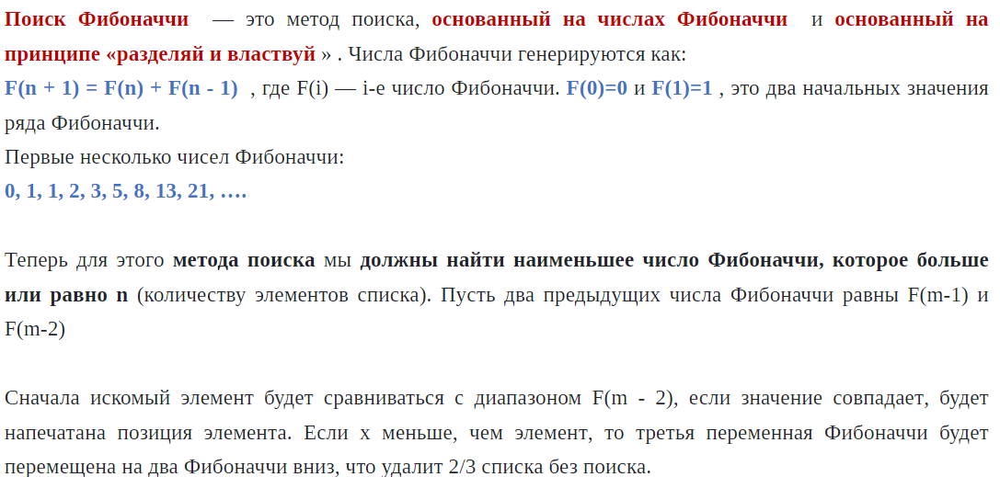 Поиск Фибоначчи — это метод поиска, основанный на числах Фибоначчи и основанный на
принципе «разделяй и властвуй » . Числа Фибоначчи генерируются как:
F(n + 1) = F(n) + F(n - 1) , где F(i) — i-е число Фибоначчи. F(0)=0 и F(1)=1 , это два начальных значения
ряда Фибоначчи.
Первые несколько чисел Фибоначчи:
0, 1, 1, 2, 3, 5, 8, 13, 21, ….
Теперь для этого метода поиска мы должны найти наименьшее число Фибоначчи, которое больше
или равно n (количеству элементов списка). Пусть два предыдущих числа Фибоначчи равны F(m-1) и
F(m-2)
Сначала искомый элемент будет сравниваться с диапазоном F(m - 2), если значение совпадает, будет
напечатана позиция элемента. Если x меньше, чем элемент, то третья переменная Фибоначчи будет
перемещена на два Фибоначчи вниз, что удалит 2/3 списка без поиска.